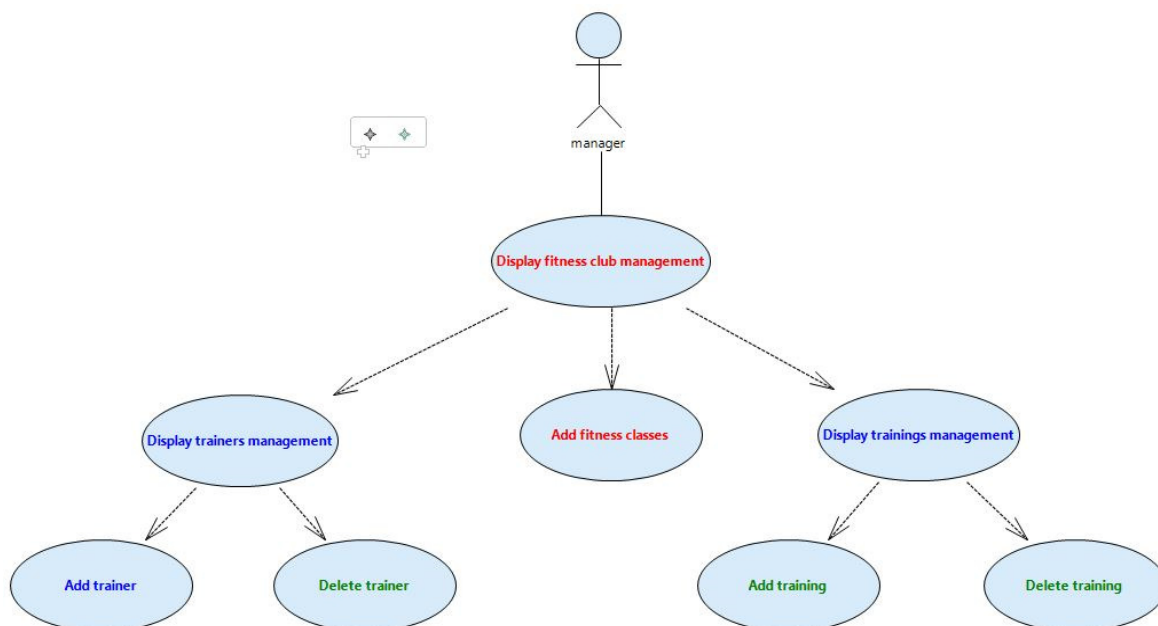 manager
Display fitness club management
Display trainers management
Add fitness classes
Display trainings management
Add trainer
Delete trainer
Add training
Delete training